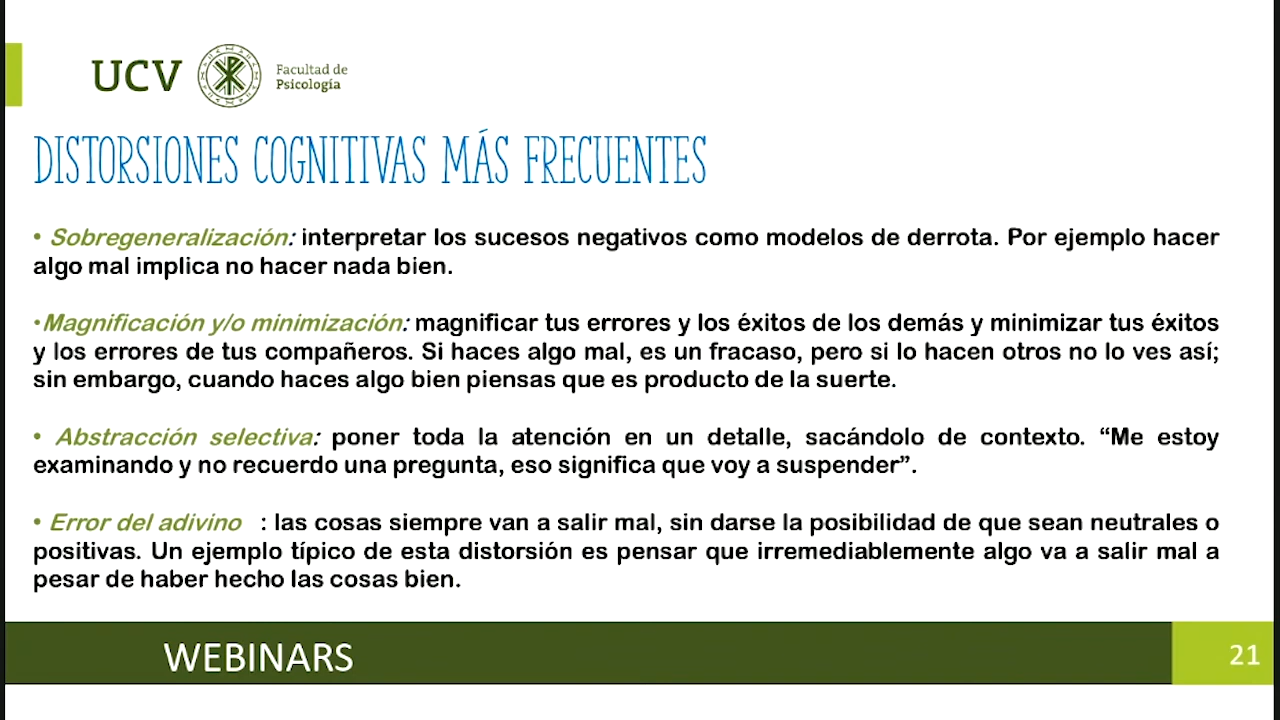 UCV
Facultad de
Psicología
DISTORSIONES COGNITIVAS MÁS FRECUENTES
• Sobregeneralización: interpretar los sucesos negativos como modelos de derrota. Por ejemplo hacer
algo mal implica no hacer nada bien.
•Magnificación y/o minimización: magnificar tus errores y los éxitos de los demás y minimizar tus éxitos
y los errores de tus compañeros. Si haces algo mal, es un fracaso, pero si lo hacen otros no lo ves así;
sin embargo, cuando haces algo bien piensas que es producto de la suerte.
• Abstracción selectiva: poner toda la atención en un detalle, sacándolo de contexto. “Me estoy
examinando y no recuerdo una pregunta, eso significa que voy a suspender”.
• Error del adivino : las cosas siempre van a salir mal, sin darse la posibilidad de que sean neutrales o
positivas. Un ejemplo típico de esta distorsión es pensar que irremediablemente algo va a salir mal a
pesar de haber hecho las cosas bien.
WEBINARS
21